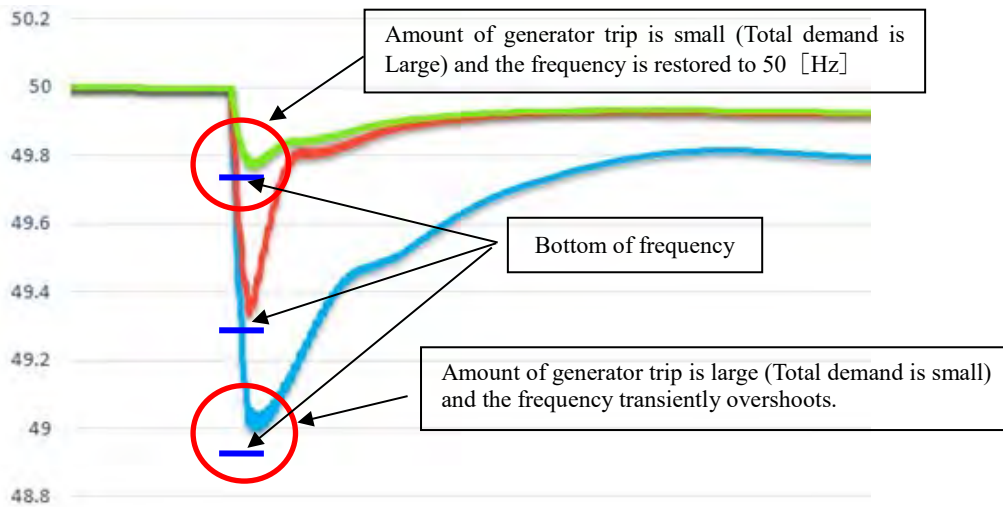 50.2
Amount of generator trip is small (Total demand is
Large) and the frequency is restored to 50 [Hz]
50
49.8
49.6
Bottom of frequency
49.4
49.2
Amount of generator trip is large (Total demand is small)
and the frequency transiently overshoots.
49
48.8